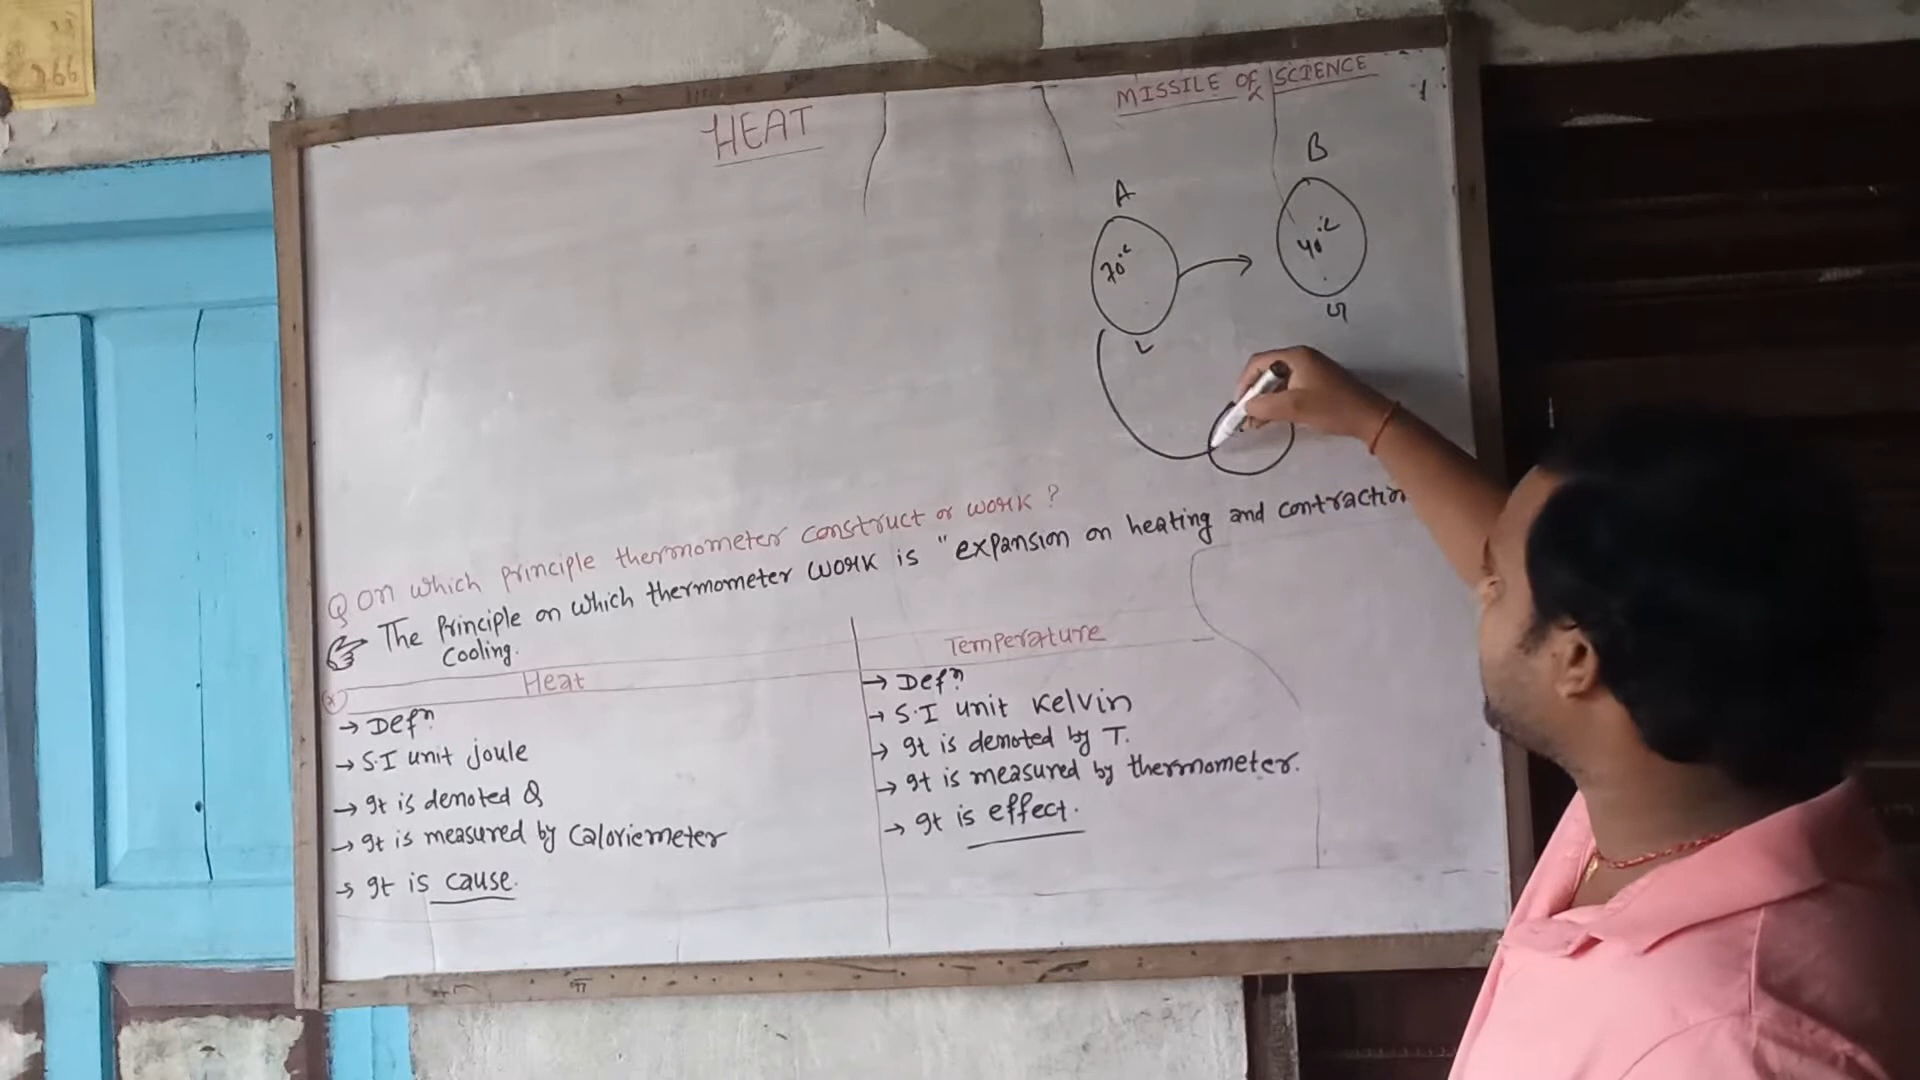 HEAT
MISSILE OF SCIENCE
A
B
70°C
40°C
Q On which principle thermometer construct or work?
The Principle on which thermometer work is "expansion on heating and contraction
Cooling.
Heat
→ Defⁿ
→ S.I unit joule
→ It is denoted Q
→ It is measured by Caloriemeter
→ It is cause.
Temperature
→ Defⁿ
→ S.I unit Kelvin
→ It is denoted by T.
→ It is measured by thermometer.
→ It is effect.